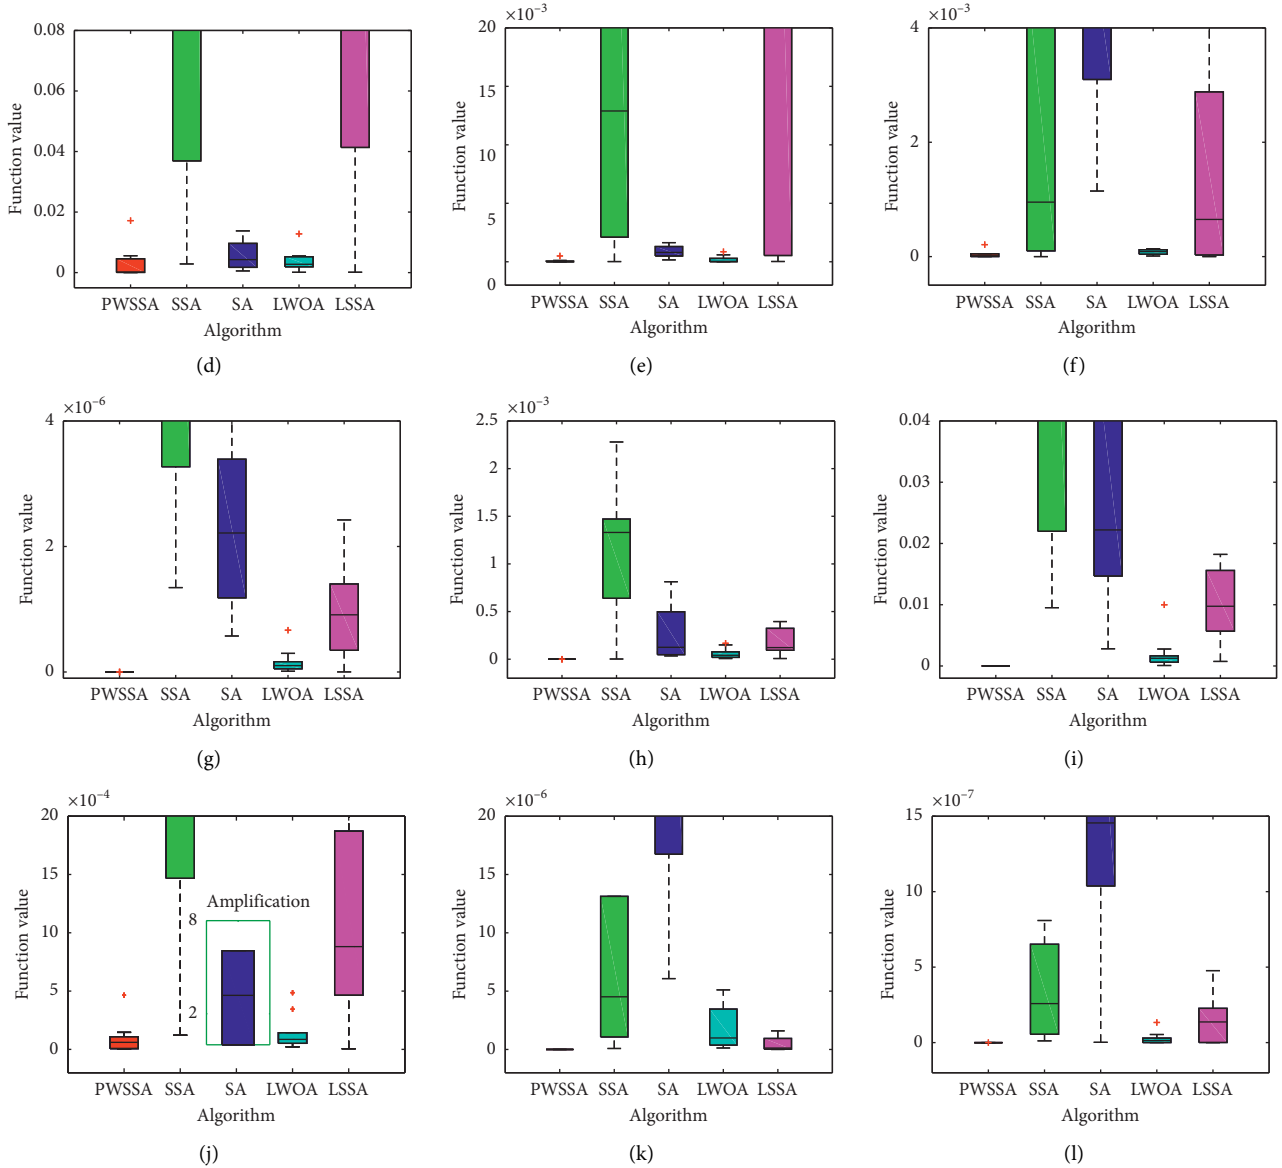 0.08
0.06
0.04
0.02
0
Function value
PWSSA SSA SA LWOA LSSA
Algorithm
(d)
×10–3
20
15
10
5
0
0
Function value
PWSSA SSA SA LWOA LSSA
Algorithm
(e)
×10–3
4
2
0
Function value
PWSSA SSA SA LWOA LSSA
Algorithm
(f)
×10–6
4
2
0
Function value
PWSSA SSA SA LWOA LSSA
Algorithm
(g)
×10–3
2.5
2
1.5
1
0.5
0
Function value
PWSSA SSA SA LWOA LSSA
Algorithm
(h)
0.04
0.03
0.02
0.01
0
Function value
PWSSA SSA SA LWOA LSSA
Algorithm
(i)
×10–4
20
15
10
5
0
Function value
Amplification
8
2
PWSSA SSA SA LWOA LSSA
Algorithm
(j)
×10–6
20
15
10
5
0
Function value
PWSSA SSA SA LWOA LSSA
Algorithm
(k)
×10–7
15
10
5
0
Function value
PWSSA SSA SA LWOA LSSA
Algorithm
(l)